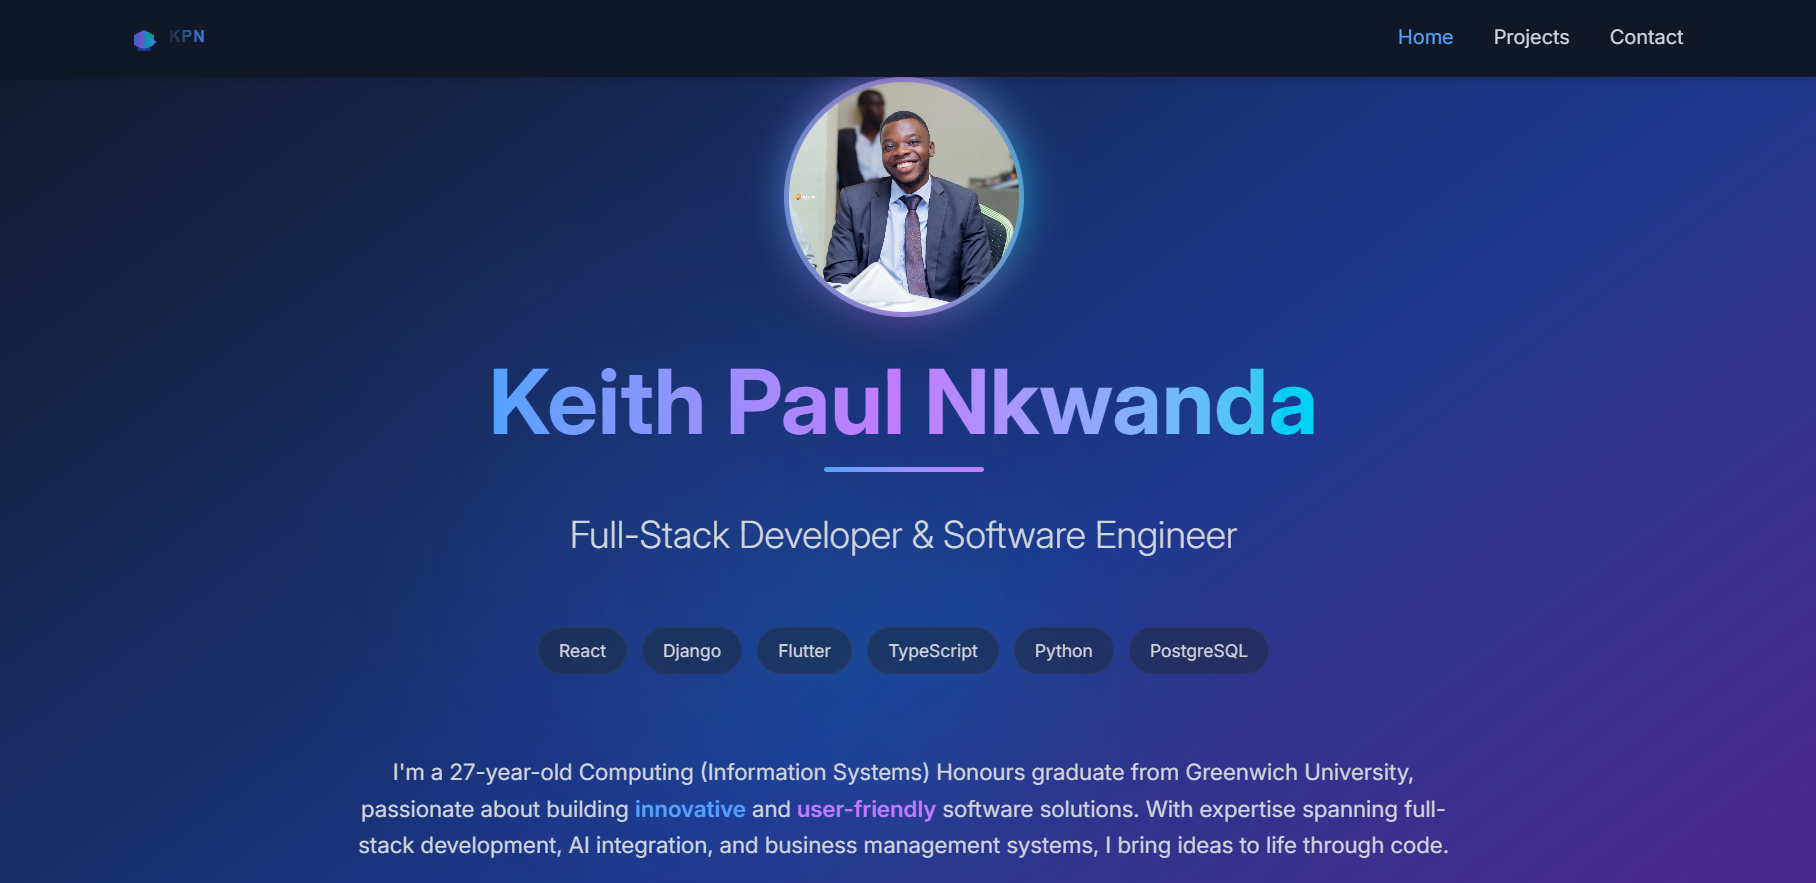 KPN
Home Projects Contact
Keith Paul Nkwanda
Full-Stack Developer & Software Engineer
React Django Flutter TypeScript Python PostgreSQL
I'm a 27-year-old Computing (Information Systems) Honours graduate from Greenwich University,
passionate about building innovative and user-friendly software solutions. With expertise spanning full-
stack development, AI integration, and business management systems, I bring ideas to life through code.